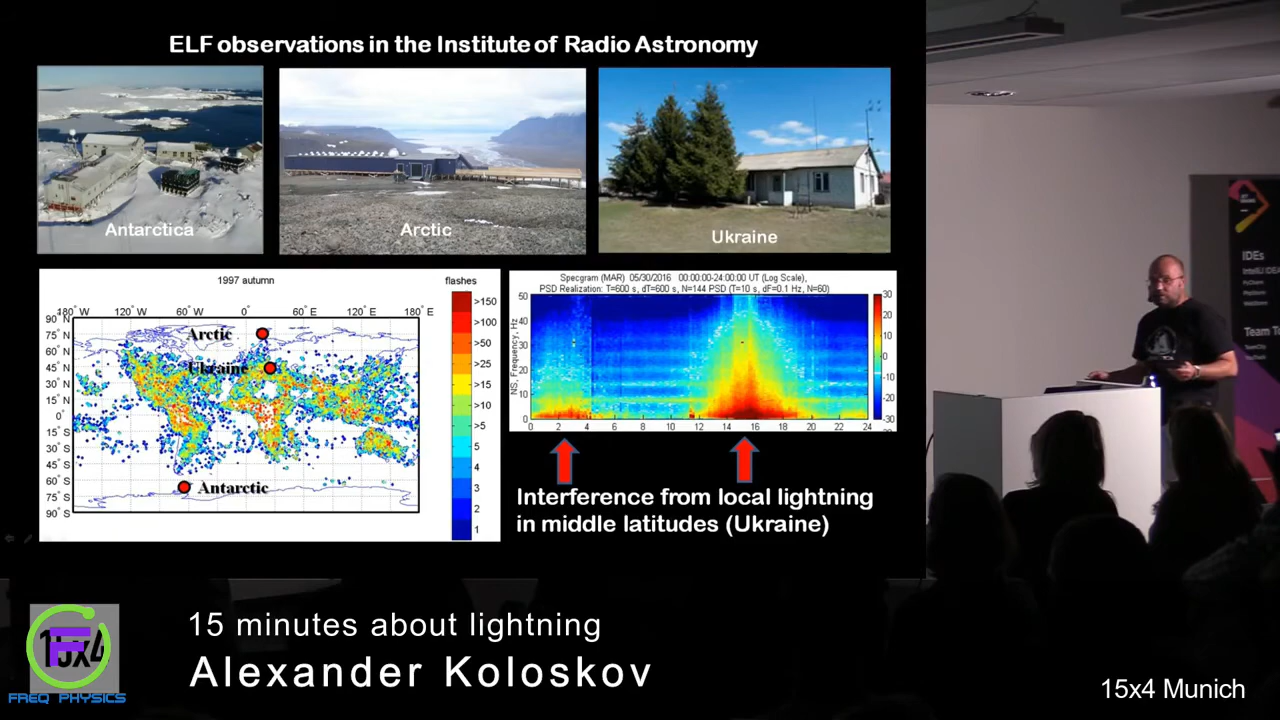 ELF observations in the Institute of Radio Astronomy
Antarctica
Arctic
Ukraine
1997 autumn
flashes
180° W 120° W 60° W 0° 60° E 120° E 180° E
90° N
75° N
60° N
45° N
30° N
15° N
0°
15° S
30° S
45° S
60° S
75° S
90° S
Arctic
Ukraine
Antarctic
>150
>100
>50
>25
>15
>10
>5
5
4
3
2
1
Specgram (MAR) 05/30/2016 00:00:00-24:00:00 UT (Log Scale),
PSD Realization: T=600 s, dT=600 s, N=144 PSD (T=10 s, dF=0.1 Hz, N=60)
NS, Frequency, Hz
50
40
30
20
10
0
0 2 4 6 8 10 12 14 16 18 20 22 24
30
20
10
0
-10
-20
-30
Interference from local lightning
in middle latitudes (Ukraine)
IDEs
IntelliJ IDEA
PyCharm
Team T
15 minutes about lightning
Alexander Koloskov
15x4
FREQ PHYSICS
15x4 Munich